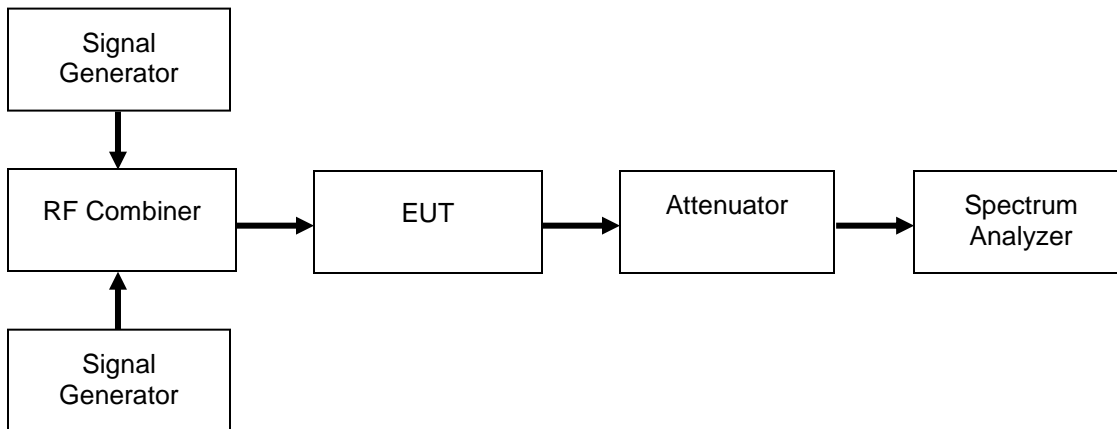 Signal
Generator
RF Combiner
EUT
Attenuator
Spectrum
Analyzer
Signal
Generator